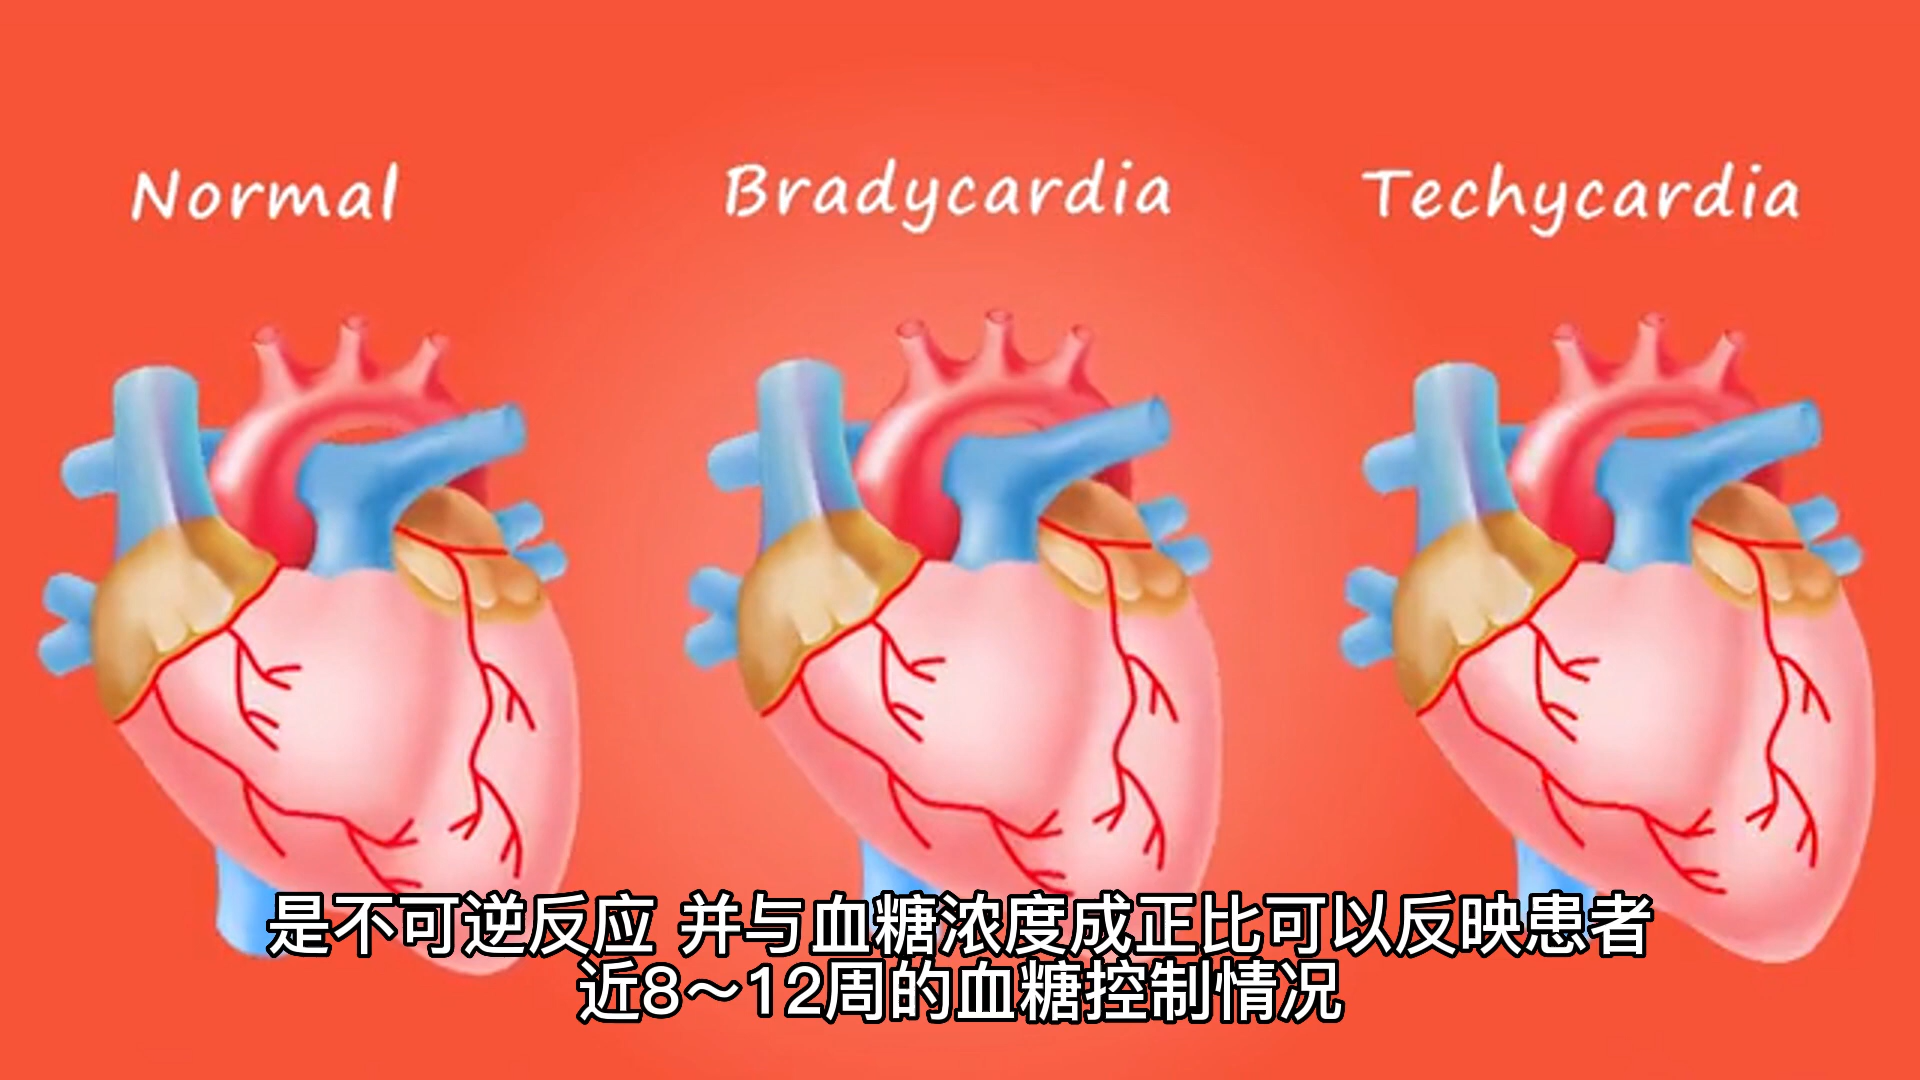 Normal
Bradycardia
Techycardia
是不可逆反应 并与血糖浓度成正比可以反映患者
近8～12周的血糖控制情况